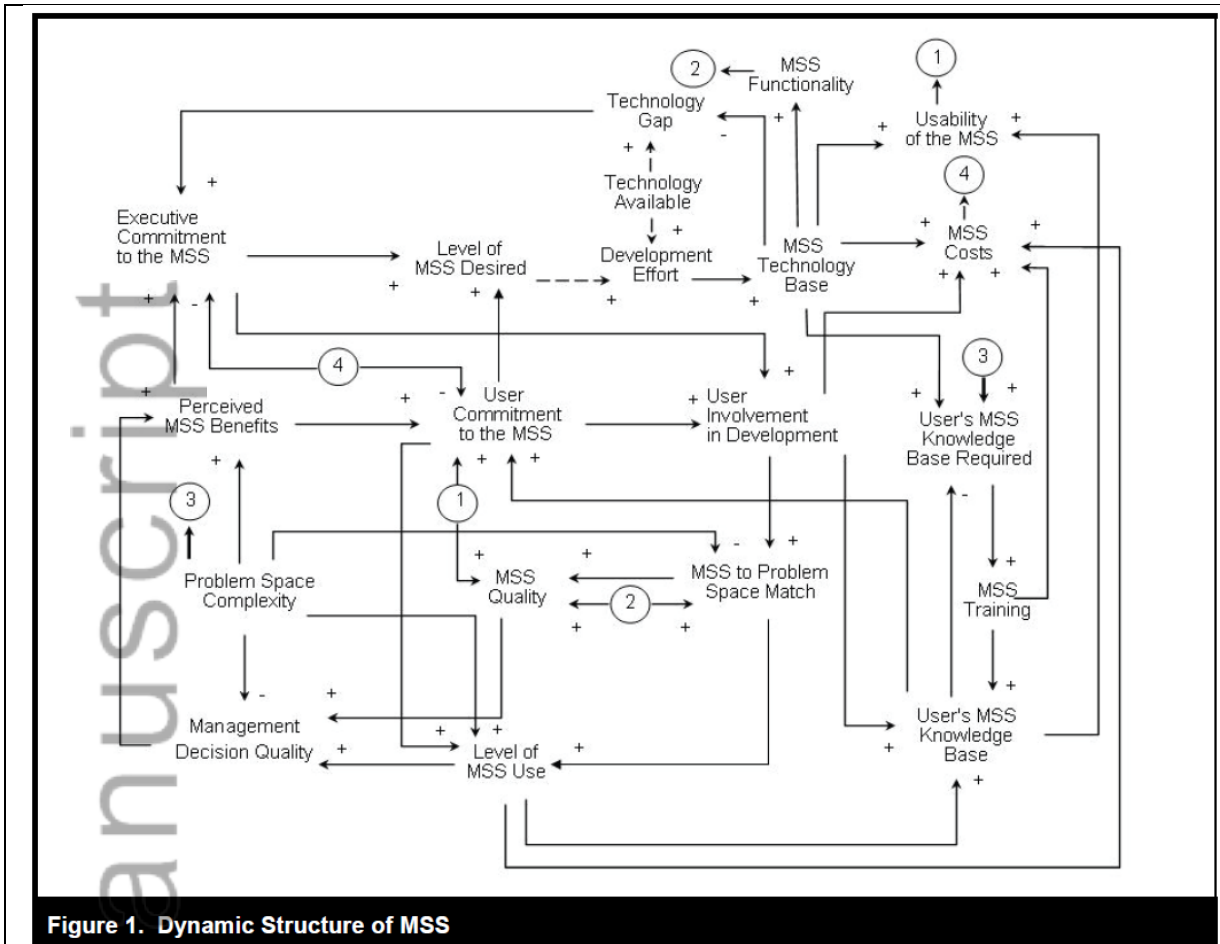 2
MSS
Functionality
1
Technology
Gap
+
-
+
Usability
of the MSS
+
+
+
Technology
Available
4
Executive
Commitment
to the MSS
+
Level of
MSS Desired
+
Development
Effort
MSS
Technology
Base
+
MSS
Costs
+
+
+
+
-
+
+
+
+
+
4
3
+
Perceived
MSS Benefits
+
-
User
Commitment
to the MSS
+
+
User
Involvement
in Development
+
+
User's MSS
Knowledge
Base Required
+
+
+
-
3
1
Problem Space
Complexity
+
MSS
Quality
+
-
+
MSS to Problem
Space Match
+
MSS
Training
2
+
+
-
+
+
+
Management
Decision Quality
+
+
+
Level of
MSS Use
+
User's MSS
Knowledge
Base
+
+
anuscript
Figure 1. Dynamic Structure of MSS